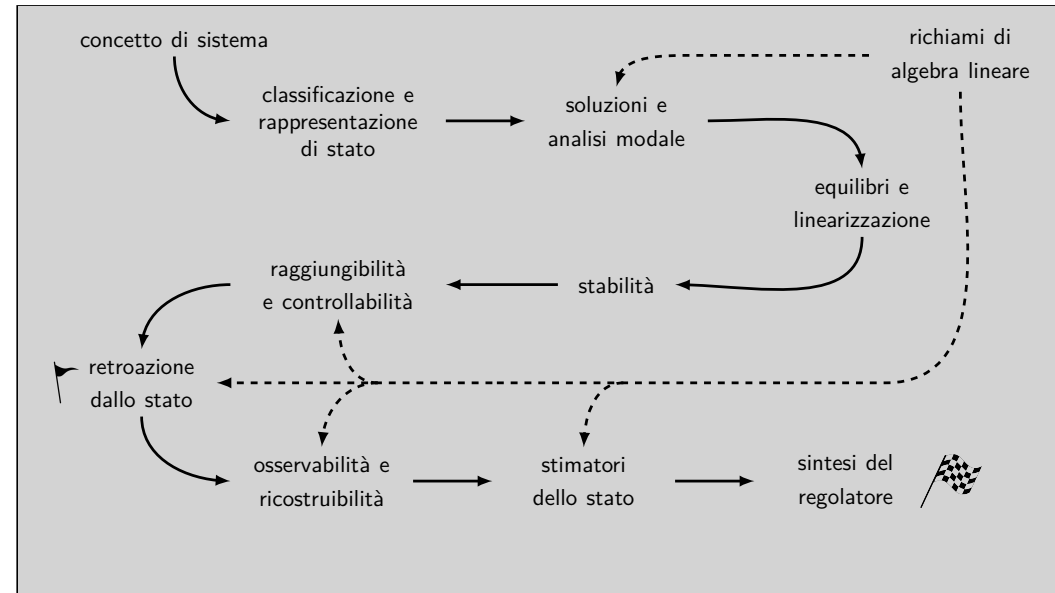 concetto di sistema
richiami di
algebra lineare
classificazione e
rappresentazione
di stato
soluzioni e
analisi modale
equilibri e
linearizzazione
stabilità
raggiungibilità
e controllabilità
retroazione
dallo stato
osservabilità e
ricostruibilità
stimatori
dello stato
sintesi del
regolatore